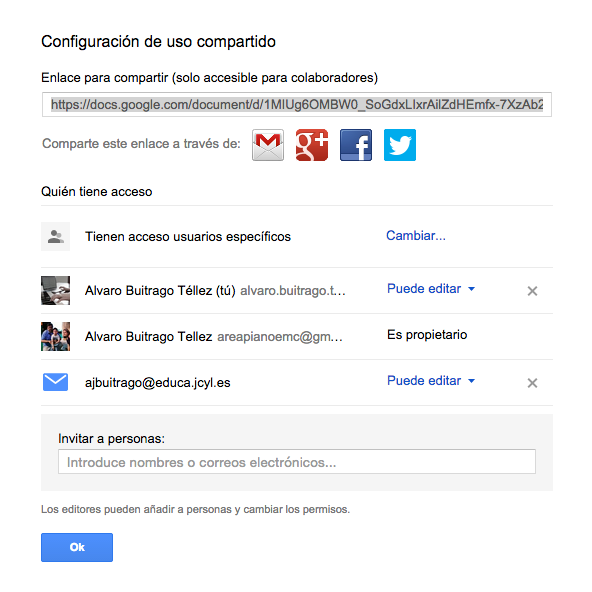 Configuración de uso compartido
Enlace para compartir (solo accesible para colaboradores)
https://docs.google.com/document/d/1MIUg6OMBW0_SoGdxLIxrAilZdHEmfx-7XzAb2
Comparte este enlace a través de:
Quién tiene acceso
Tienen acceso usuarios específicos Cambiar...
Alvaro Buitrago Téllez (tú) alvaro.buitrago.t... Puede editar
Alvaro Buitrago Tellez areapianoemc@gm... Es propietario
ajbuitrago@educa.jcyl.es Puede editar
Invitar a personas:
Introduce nombres o correos electrónicos...
Los editores pueden añadir a personas y cambiar los permisos.
Ok